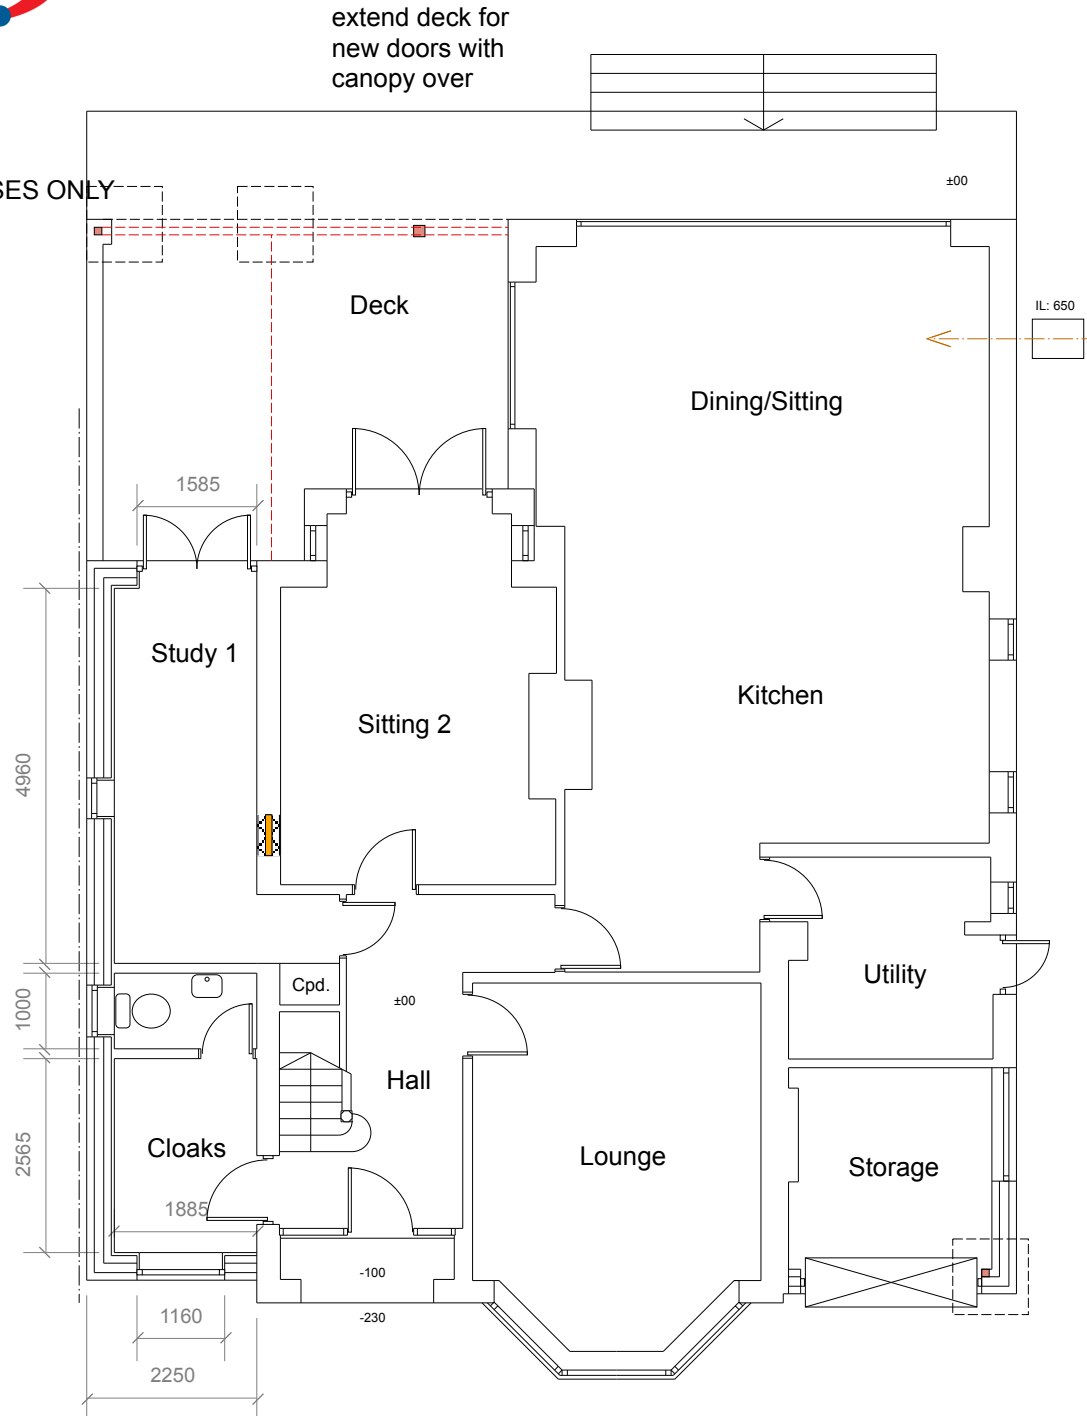 extend deck for
new doors with
canopy over
SES ONLY
±00
IL: 650
Deck
Dining/Sitting
1585
Study 1
Kitchen
Sitting 2
4960
Utility
Cpd.
±00
1000
Hall
Cloaks
Lounge
Storage
2565
1885
-100
-230
1160
2250